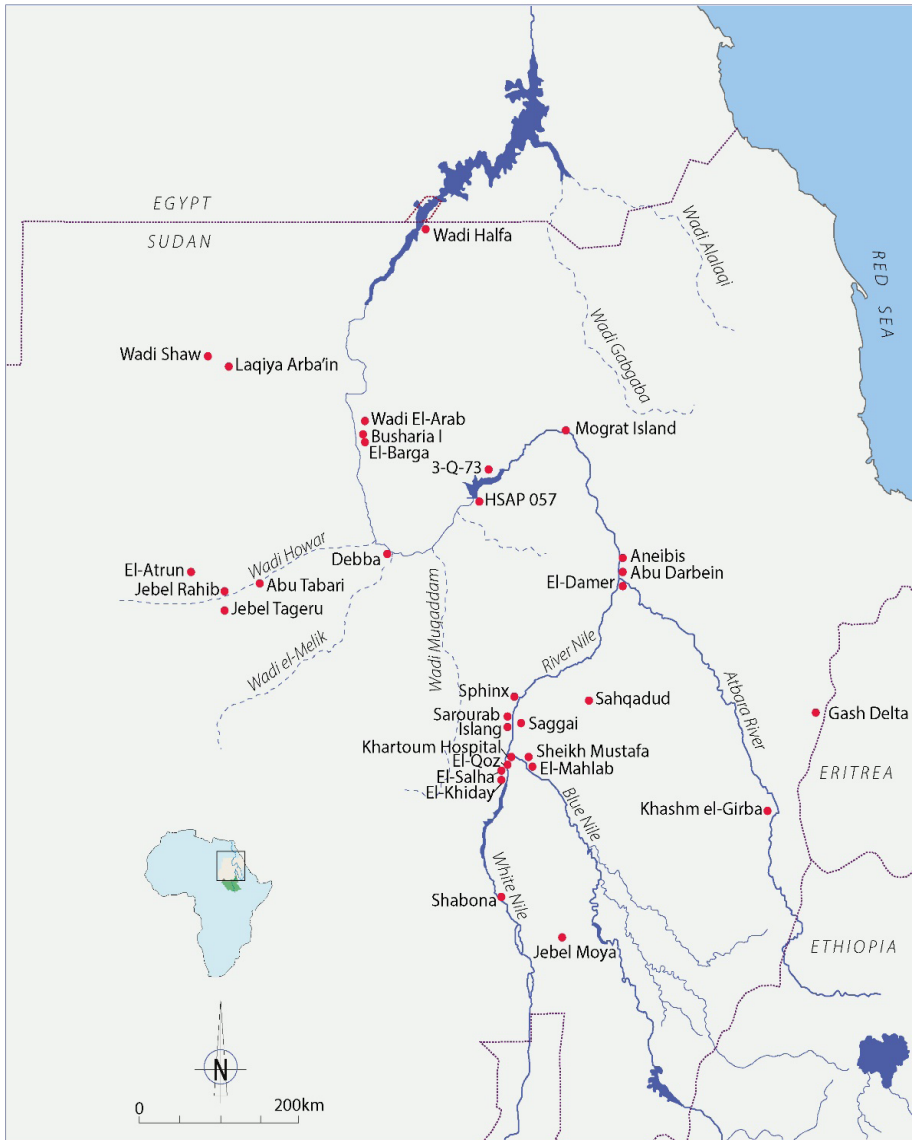 EGYPT
SUDAN
Wadi Halfa
Wadi Alalaqi
RED SEA
Wadi Gabgaba
Wadi Shaw
Laqiya Arba’in
Wadi El-Arab
Busharia I
El-Barga
Mograt Island
3-Q-73
HSAP 057
Debba
Wadi Howar
El-Atrun
Jebel Rahib
Abu Tabari
Jebel Tageru
Aneibis
Abu Darbein
El-Damer
Wadi Muqaddam
Wadi el-Melik
River Nile
Atbara River
Sphinx
Sahqadud
Gash Delta
Sarourab
Islang
Saggai
Khartoum Hospital
Sheikh Mustafa
El-Qoz
El-Mahlab
El-Salha
El-Khiday
ERITREA
Blue Nile
Khashm el-Girba
White Nile
Shabona
Jebel Moya
ETHIOPIA
N
0 200km